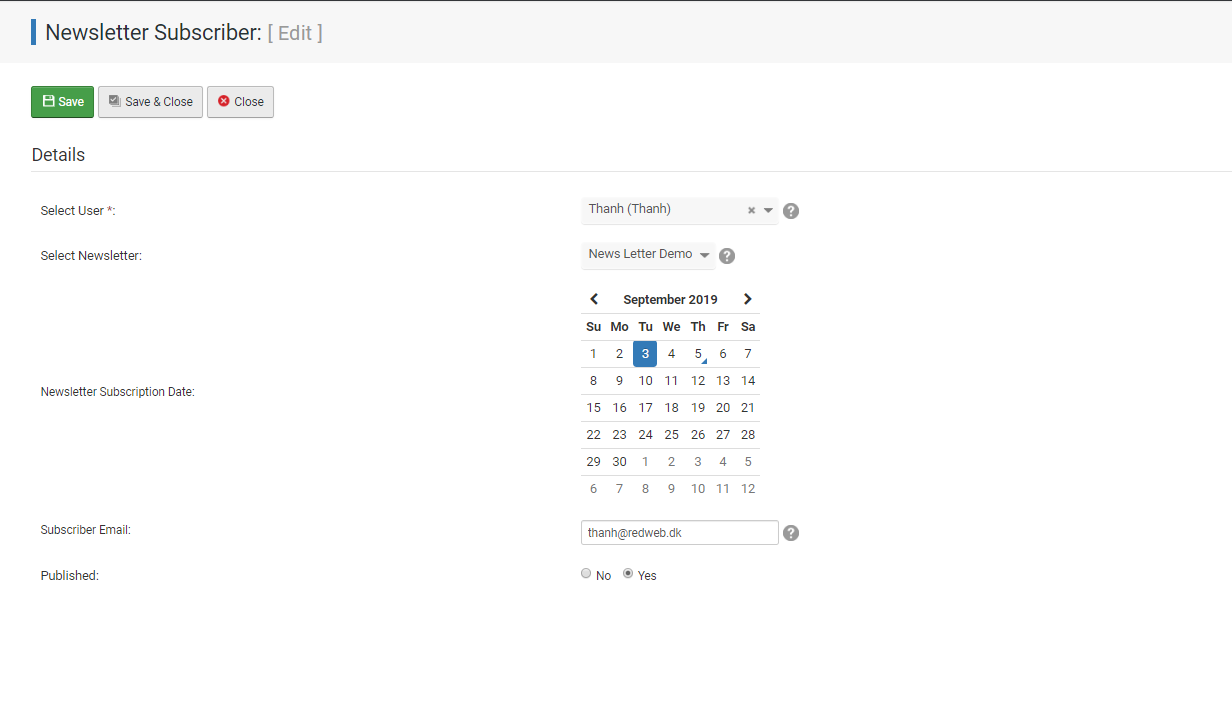 Newsletter Subscriber: [ Edit ]
Save Save & Close Close
Details
Select User *: Thanh (Thanh)
Select Newsletter: News Letter Demo
September 2019
Su Mo Tu We Th Fr Sa
1 2 3 4 5 6 7
8 9 10 11 12 13 14
Newsletter Subscription Date:
15 16 17 18 19 20 21
22 23 24 25 26 27 28
29 30 1 2 3 4 5
6 7 8 9 10 11 12
Subscriber Email: thanh@redweb.dk
Published: No Yes